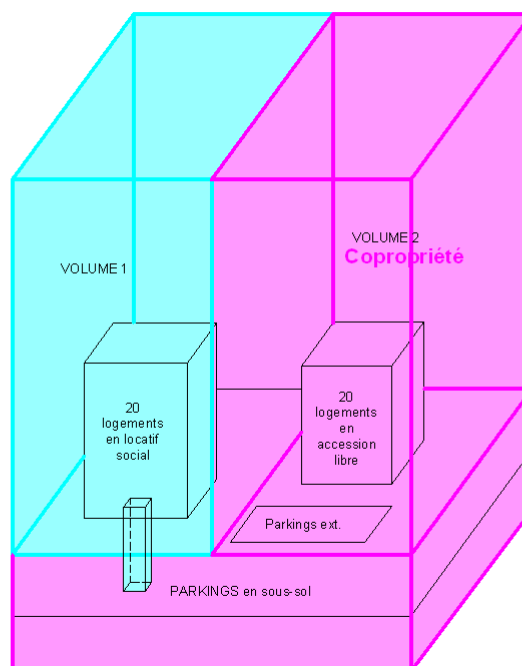 VOLUME 2
Copropriété
VOLUME 1
20
logements
en locatif
social
20
logements
en
accession
libre
Parkings ext.
PARKINGS en sous-sol